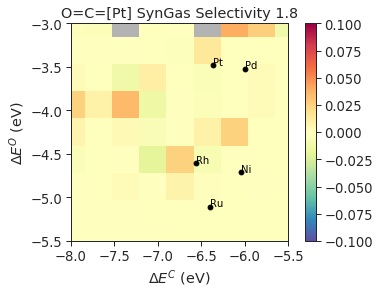 O=C=[Pt] SynGas Selectivity 1.8
−3.0
−3.5
−4.0
−4.5
−5.0
−5.5
ΔE^O (eV)
Pt
Pd
Rh
Ni
Ru
−8.0 −7.5 −7.0 −6.5 −6.0 −5.5
ΔE^C (eV)
0.100
0.075
0.050
0.025
0.000
−0.025
−0.050
−0.075
−0.100